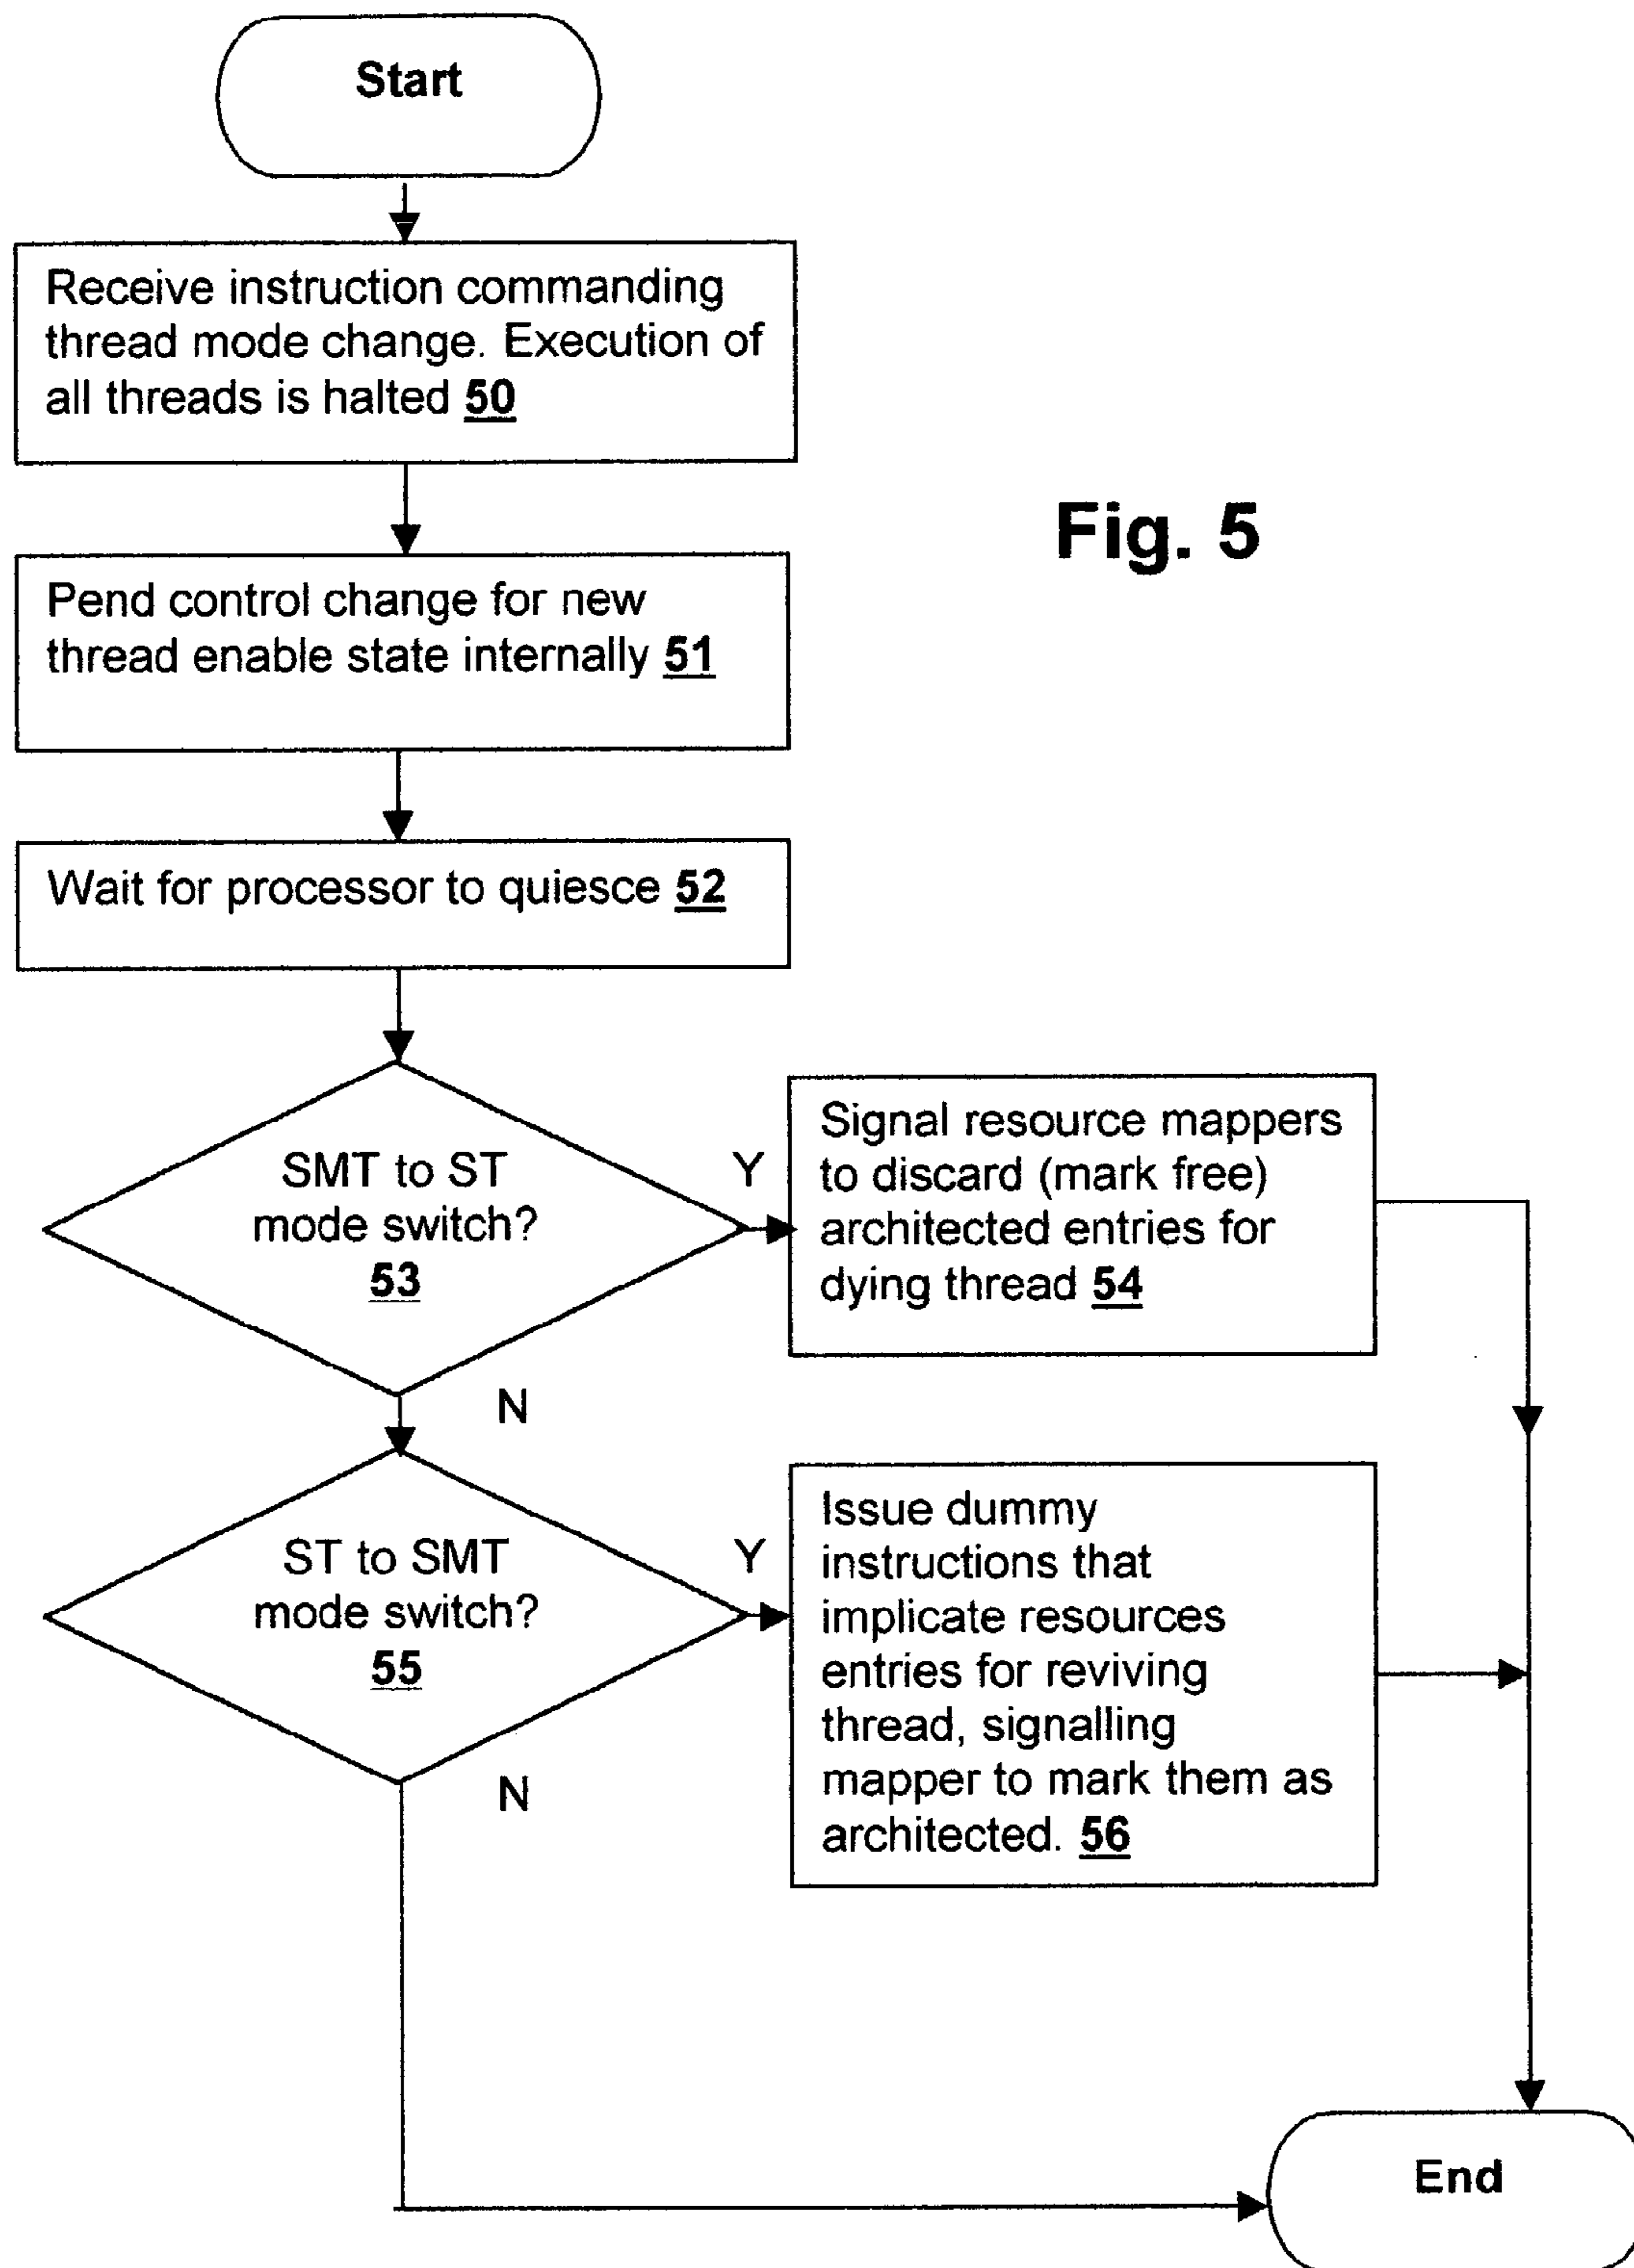 Start
Receive instruction commanding
thread mode change. Execution of
all threads is halted 50
Fig. 5
Pend control change for new
thread enable state internally 51
Wait for processor to quiesce 52
SMT to ST
mode switch?
53
Y
Signal resource mappers
to discard (mark free)
architected entries for
dying thread 54
N
ST to SMT
mode switch?
55
Y
Issue dummy
instructions that
implicate resources
entries for reviving
thread, signalling
mapper to mark them as
architected. 56
N
End